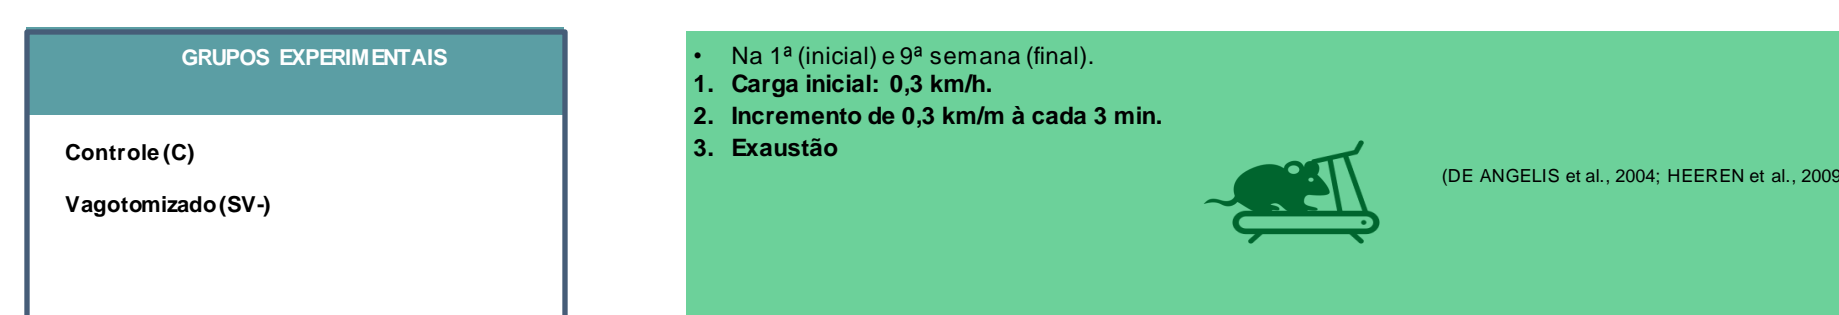 GRUPOS EXPERIMENTAIS
Controle (C)
Vagotomizado (SV-)
• Na 1ª (inicial) e 9ª semana (final).
1. Carga inicial: 0,3 km/h.
2. Incremento de 0,3 km/m à cada 3 min.
3. Exaustão
(DE ANGELIS et al., 2004; HEEREN et al., 2009